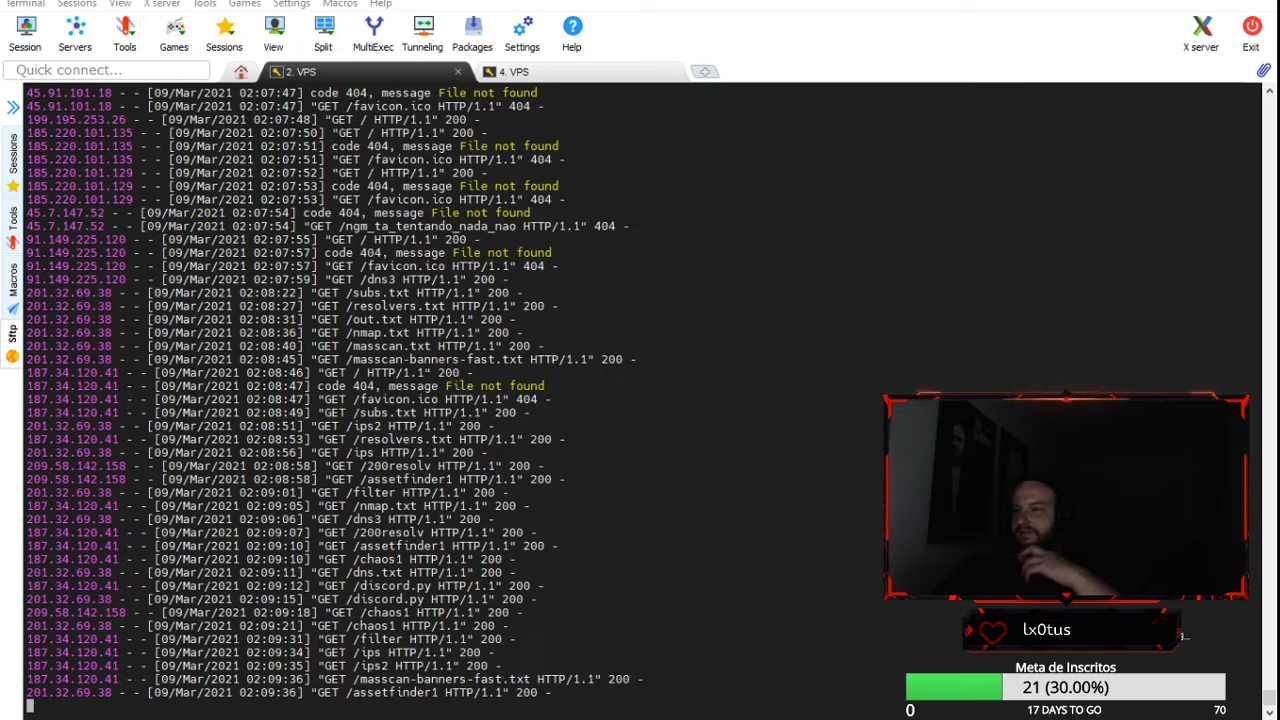 Terminal Sessions View X server Tools Games Settings Macros Help
Session Servers Tools Games Sessions View Split MultiExec Tunneling Packages Settings Help X server Exit
Quick connect...
2. VPS
4. VPS
Sessions
Tools
Macros
Sftp
45.91.101.18 - - [09/Mar/2021 02:07:47] code 404, message File not found
45.91.101.18 - - [09/Mar/2021 02:07:47] "GET /favicon.ico HTTP/1.1" 404 -
199.195.253.26 - - [09/Mar/2021 02:07:48] "GET / HTTP/1.1" 200 -
185.220.101.135 - - [09/Mar/2021 02:07:50] "GET / HTTP/1.1" 200 -
185.220.101.135 - - [09/Mar/2021 02:07:51] code 404, message File not found
185.220.101.135 - - [09/Mar/2021 02:07:51] "GET /favicon.ico HTTP/1.1" 404 -
185.220.101.129 - - [09/Mar/2021 02:07:52] "GET / HTTP/1.1" 200 -
185.220.101.129 - - [09/Mar/2021 02:07:53] code 404, message File not found
185.220.101.129 - - [09/Mar/2021 02:07:53] "GET /favicon.ico HTTP/1.1" 404 -
45.7.147.52 - - [09/Mar/2021 02:07:54] code 404, message File not found
45.7.147.52 - - [09/Mar/2021 02:07:54] "GET /ngm_ta_tentando_nada_nao HTTP/1.1" 404 -
91.149.225.120 - - [09/Mar/2021 02:07:55] "GET / HTTP/1.1" 200 -
91.149.225.120 - - [09/Mar/2021 02:07:57] code 404, message File not found
91.149.225.120 - - [09/Mar/2021 02:07:57] "GET /favicon.ico HTTP/1.1" 404 -
91.149.225.120 - - [09/Mar/2021 02:07:59] "GET /dns3 HTTP/1.1" 200 -
201.32.69.38 - - [09/Mar/2021 02:08:22] "GET /subs.txt HTTP/1.1" 200 -
201.32.69.38 - - [09/Mar/2021 02:08:27] "GET /resolvers.txt HTTP/1.1" 200 -
201.32.69.38 - - [09/Mar/2021 02:08:31] "GET /out.txt HTTP/1.1" 200 -
201.32.69.38 - - [09/Mar/2021 02:08:36] "GET /nmap.txt HTTP/1.1" 200 -
201.32.69.38 - - [09/Mar/2021 02:08:40] "GET /masscan.txt HTTP/1.1" 200 -
201.32.69.38 - - [09/Mar/2021 02:08:45] "GET /masscan-banners-fast.txt HTTP/1.1" 200 -
187.34.120.41 - - [09/Mar/2021 02:08:46] "GET / HTTP/1.1" 200 -
187.34.120.41 - - [09/Mar/2021 02:08:47] code 404, message File not found
187.34.120.41 - - [09/Mar/2021 02:08:47] "GET /favicon.ico HTTP/1.1" 404 -
187.34.120.41 - - [09/Mar/2021 02:08:49] "GET /subs.txt HTTP/1.1" 200 -
201.32.69.38 - - [09/Mar/2021 02:08:51] "GET /ips2 HTTP/1.1" 200 -
187.34.120.41 - - [09/Mar/2021 02:08:53] "GET /resolvers.txt HTTP/1.1" 200 -
201.32.69.38 - - [09/Mar/2021 02:08:56] "GET /ips HTTP/1.1" 200 -
209.58.142.158 - - [09/Mar/2021 02:08:58] "GET /200resolv HTTP/1.1" 200 -
209.58.142.158 - - [09/Mar/2021 02:08:58] "GET /assetfinder1 HTTP/1.1" 200 -
201.32.69.38 - - [09/Mar/2021 02:09:01] "GET /filter HTTP/1.1" 200 -
187.34.120.41 - - [09/Mar/2021 02:09:05] "GET /nmap.txt HTTP/1.1" 200 -
201.32.69.38 - - [09/Mar/2021 02:09:06] "GET /dns3 HTTP/1.1" 200 -
187.34.120.41 - - [09/Mar/2021 02:09:07] "GET /200resolv HTTP/1.1" 200 -
187.34.120.41 - - [09/Mar/2021 02:09:10] "GET /assetfinder1 HTTP/1.1" 200 -
187.34.120.41 - - [09/Mar/2021 02:09:10] "GET /chaos1 HTTP/1.1" 200 -
201.32.69.38 - - [09/Mar/2021 02:09:11] "GET /dns.txt HTTP/1.1" 200 -
187.34.120.41 - - [09/Mar/2021 02:09:12] "GET /discord.py HTTP/1.1" 200 -
201.32.69.38 - - [09/Mar/2021 02:09:15] "GET /discord.py HTTP/1.1" 200 -
209.58.142.158 - - [09/Mar/2021 02:09:18] "GET /chaos1 HTTP/1.1" 200 -
201.32.69.38 - - [09/Mar/2021 02:09:21] "GET /chaos1 HTTP/1.1" 200 -
187.34.120.41 - - [09/Mar/2021 02:09:31] "GET /filter HTTP/1.1" 200 -
187.34.120.41 - - [09/Mar/2021 02:09:34] "GET /ips HTTP/1.1" 200 -
187.34.120.41 - - [09/Mar/2021 02:09:35] "GET /ips2 HTTP/1.1" 200 -
187.34.120.41 - - [09/Mar/2021 02:09:36] "GET /masscan-banners-fast.txt HTTP/1.1" 200 -
201.32.69.38 - - [09/Mar/2021 02:09:36] "GET /assetfinder1 HTTP/1.1" 200 -
lx0tus
Meta de Inscritos
21 (30.00%)
0 17 DAYS TO GO 70